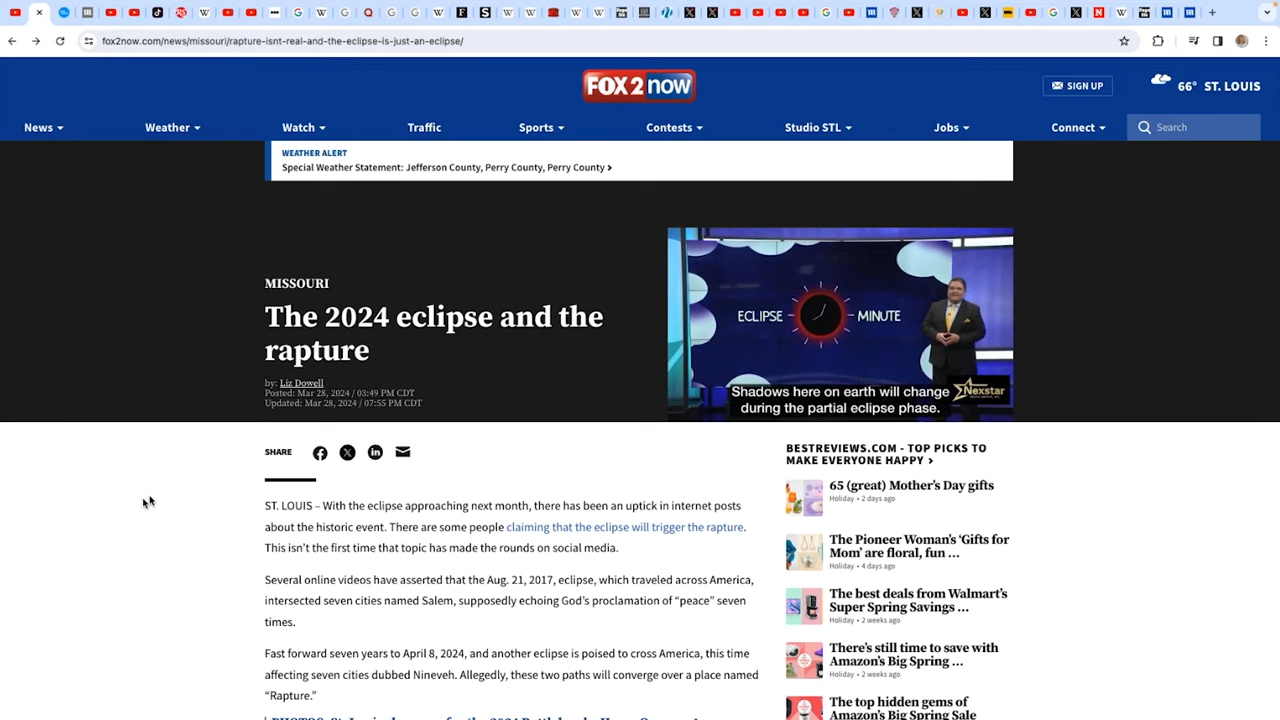 fox2now.com/news/missouri/rapture-isnt-real-and-the-eclipse-is-just-an-eclipse/
FOX 2 now
SIGN UP
66° ST. LOUIS
News
Weather
Watch
Traffic
Sports
Contests
Studio STL
Jobs
Connect
Search
WEATHER ALERT
Special Weather Statement: Jefferson County, Perry County, Perry County
MISSOURI
The 2024 eclipse and the
rapture
by: Liz Dowell
Posted: Mar 28, 2024 / 03:49 PM CDT
Updated: Mar 28, 2024 / 07:55 PM CDT
ECLIPSE MINUTE
Shadows here on earth will change
during the partial eclipse phase.
Nexstar
SHARE
ST. LOUIS – With the eclipse approaching next month, there has been an uptick in internet posts
about the historic event. There are some people claiming that the eclipse will trigger the rapture.
This isn't the first time that topic has made the rounds on social media.
Several online videos have asserted that the Aug. 21, 2017, eclipse, which traveled across America,
intersected seven cities named Salem, supposedly echoing God's proclamation of “peace” seven
times.
Fast forward seven years to April 8, 2024, and another eclipse is poised to cross America, this time
affecting seven cities dubbed Nineveh. Allegedly, these two paths will converge over a place named
“Rapture.”
BESTREVIEWS.COM - TOP PICKS TO
MAKE EVERYONE HAPPY ›
65 (great) Mother's Day gifts
Holiday • 2 days ago
The Pioneer Woman's ‘Gifts for
Mom’ are floral, fun …
Holiday • 4 days ago
The best deals from Walmart's
Super Spring Savings …
Holiday • 2 weeks ago
There's still time to save with
Amazon's Big Spring …
Holiday • 2 weeks ago
The top hidden gems of
Amazon's Big Spring Sale